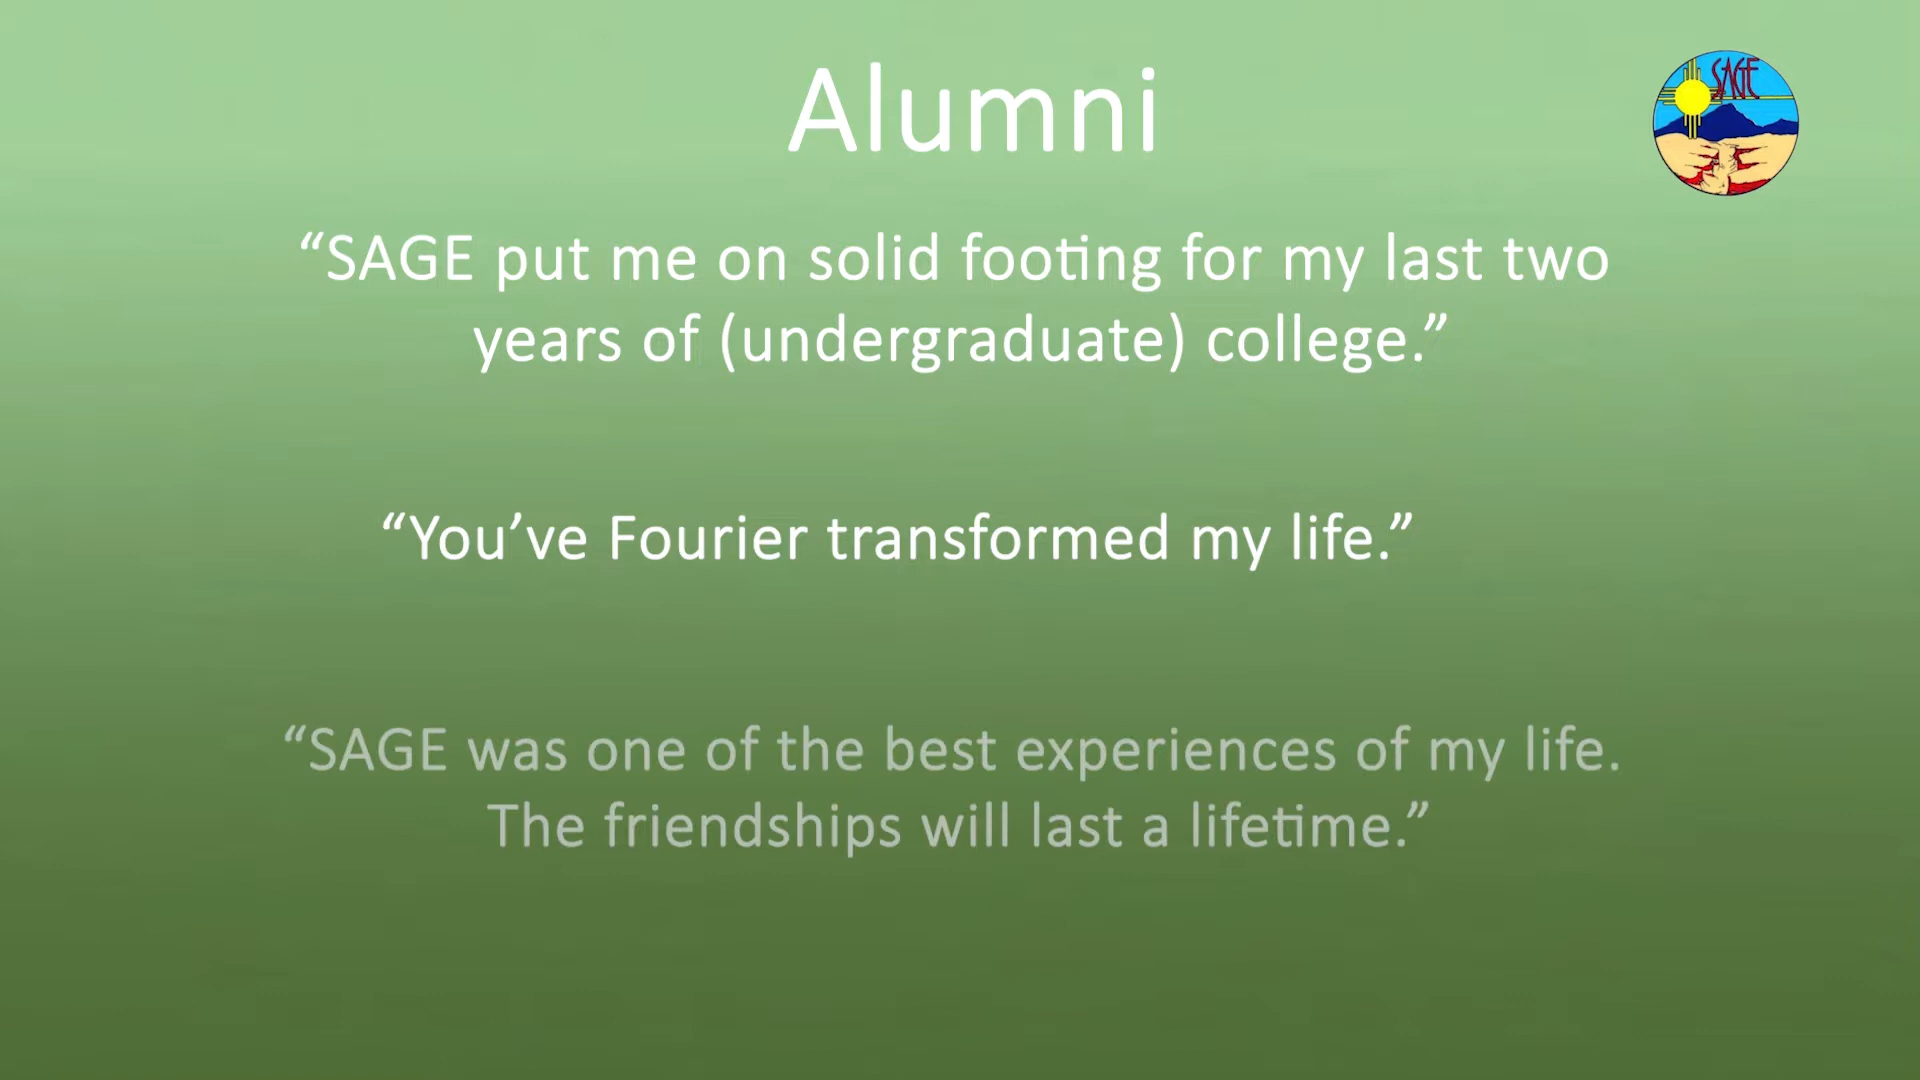 Alumni
SAGE
“SAGE put me on solid footing for my last two
years of (undergraduate) college.”
“You’ve Fourier transformed my life.”
“SAGE was one of the best experiences of my life.
The friendships will last a lifetime.”